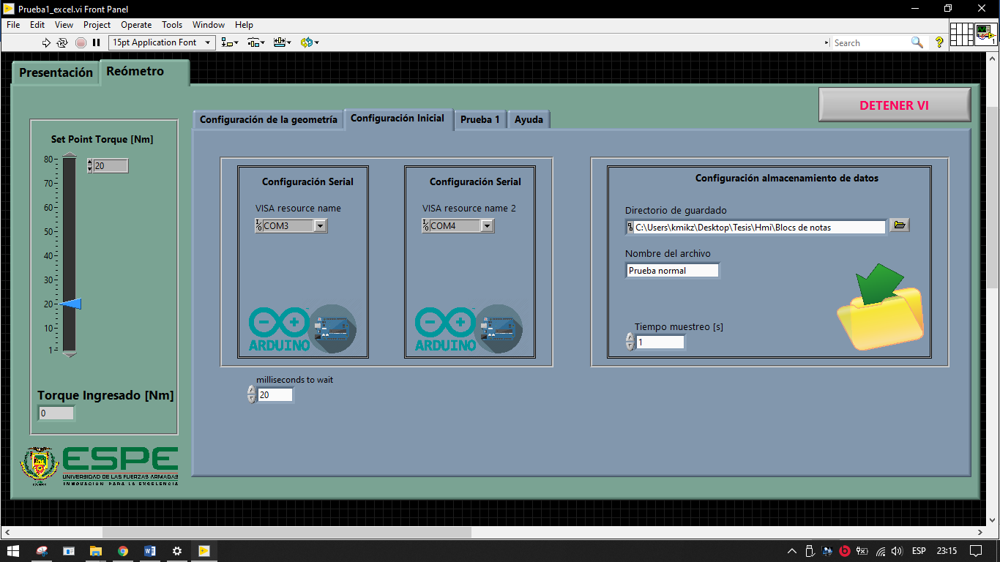 Prueba1_excel.vi Front Panel
File Edit View Project Operate Tools Window Help
15pt Application Font
Search
1
Presentación
Reómetro
DETENER VI
Configuración de la geometría
Configuración Inicial
Prueba 1
Ayuda
Set Point Torque [Nm]
20
80
70
60
50
40
30
20
10
1
Torque Ingresado [Nm]
0
ESPE
UNIVERSIDAD DE LAS FUERZAS ARMADAS
INNOVACIÓN PARA LA EXCELENCIA
Configuración Serial
VISA resource name
COM3
ARDUINO
Configuración Serial
VISA resource name 2
COM4
ARDUINO
milliseconds to wait
20
Configuración almacenamiento de datos
Directorio de guardado
C:\Users\kmikz\Desktop\Tesis\Hmi\Blocs de notas
Nombre del archivo
Prueba normal
Tiempo muestreo [s]
1
ESP
23:15